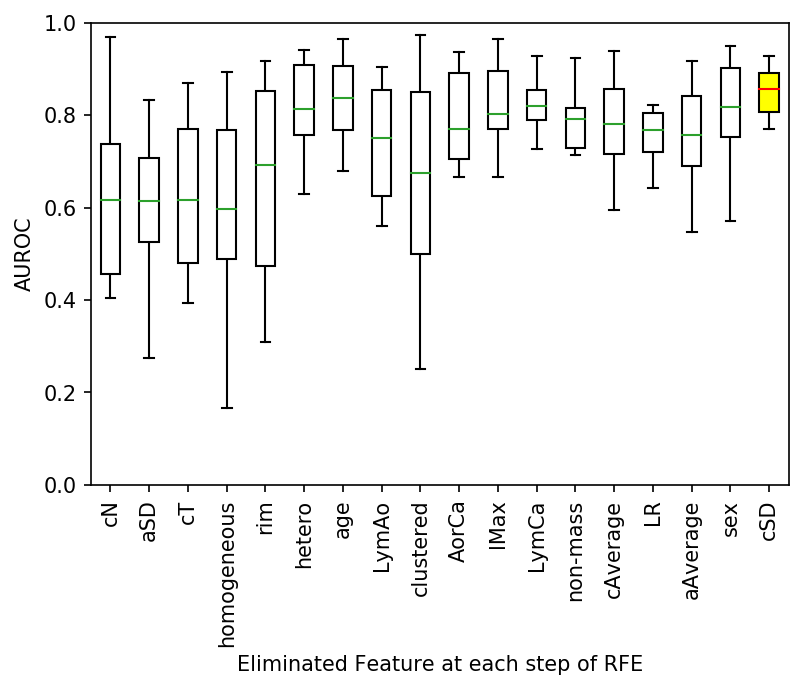 1.0
0.8
0.6
0.4
0.2
0.0
AUROC
cN
aSD
cT
homogeneous
rim
hetero
age
LymAo
clustered
AorCa
IMax
LymCa
non-mass
cAverage
LR
aAverage
sex
cSD
Eliminated Feature at each step of RFE